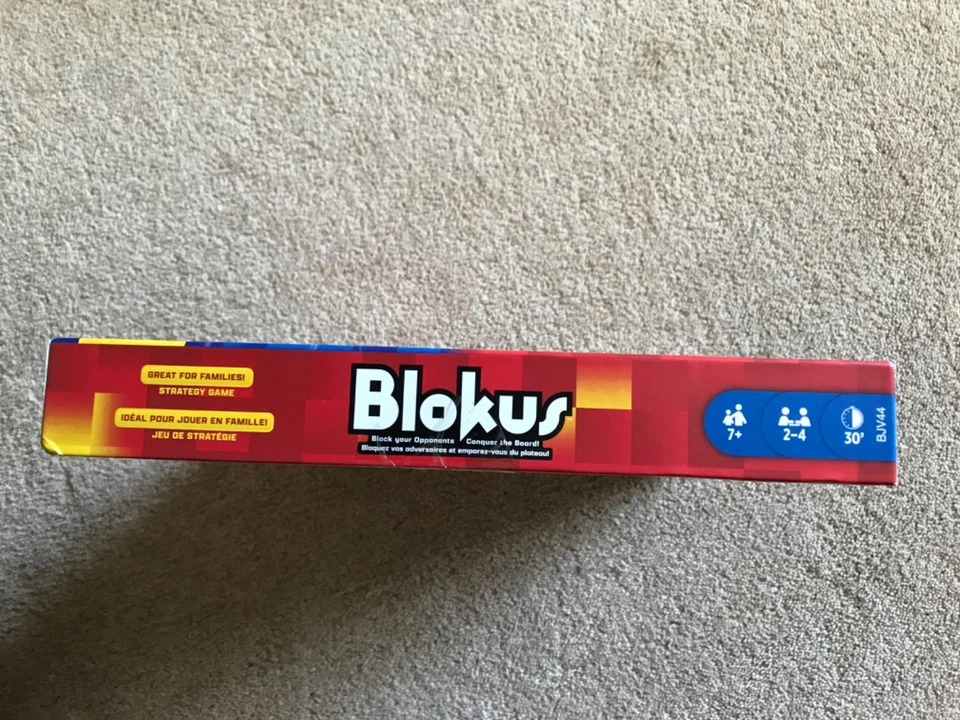 GREAT FOR FAMILIES!
STRATEGY GAME
IDÉAL POUR JOUER EN FAMILLE!
JEU DE STRATÉGIE
Blokus
Block your Opponents Conquer the Board!
Bloquez vos adversaires et emparez-vous du plateau!
7+
2-4
30'
BJV44